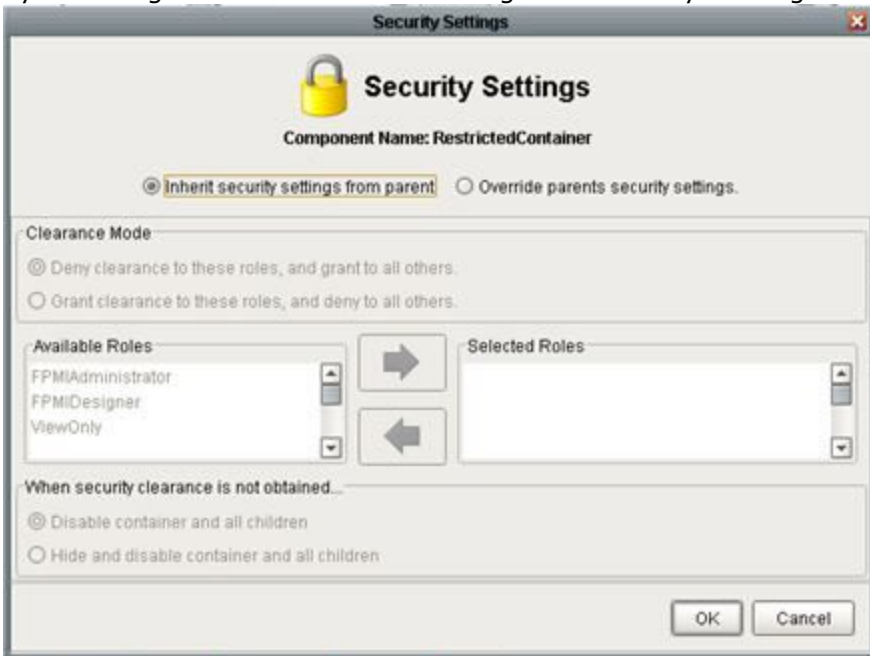 Security Settings
Security Settings
Component Name: RestrictedContainer
Inherit security settings from parent Override parents security settings.
Clearance Mode
Deny clearance to these roles, and grant to all others.
Grant clearance to these roles, and deny to all others.
Available Roles Selected Roles
FPMIAdministrator
FPMIDesigner
ViewOnly
When security clearance is not obtained...
Disable container and all children
Hide and disable container and all children
OK Cancel